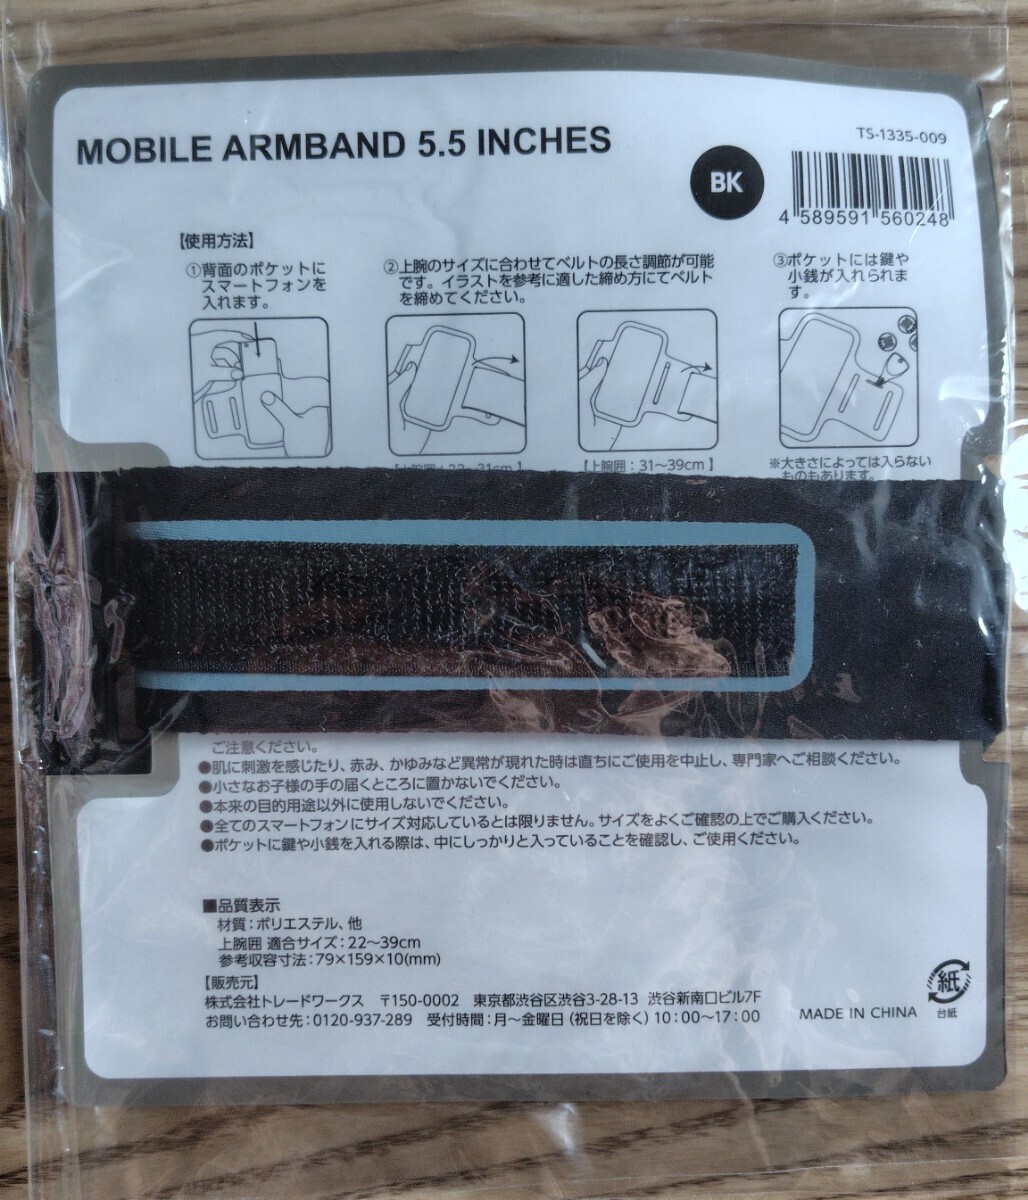 MOBILE ARMBAND 5.5 INCHES
TS-1335-009
BK
4 589591 560248
【使用方法】
①背面のポケットに
スマートフォンを
入れます。
②上腕のサイズに合わせてベルトの長さ調節が可能
です。イラストを参考に適した締め方にてベルト
を締めてください。
③ポケットには鍵や
小銭が入れられま
す。
【上腕囲：22〜31cm】
【上腕囲：31〜39cm】
※大きさによっては入らない
ものもあります。
ご注意ください。
●肌に刺激を感じたり、赤み、かゆみなど異常が現れた時は直ちにご使用を中止し、専門家へご相談ください。
●小さなお子様の手の届くところに置かないでください。
●本来の目的用途以外に使用しないでください。
●全てのスマートフォンにサイズ対応しているとは限りません。サイズをよくご確認の上でご購入ください。
●ポケットに鍵や小銭を入れる際は、中にしっかりと入っていることを確認し、ご使用ください。
■品質表示
材質：ポリエステル、他
上腕囲 適合サイズ：22〜39cm
参考収容寸法：79×159×10(mm)
【販売元】
株式会社トレードワークス 〒150-0002 東京都渋谷区渋谷3-28-13 渋谷新南口ビル7F
お問い合わせ先：0120-937-289 受付時間：月〜金曜日（祝日を除く）10：00〜17：00
MADE IN CHINA
紙
台紙